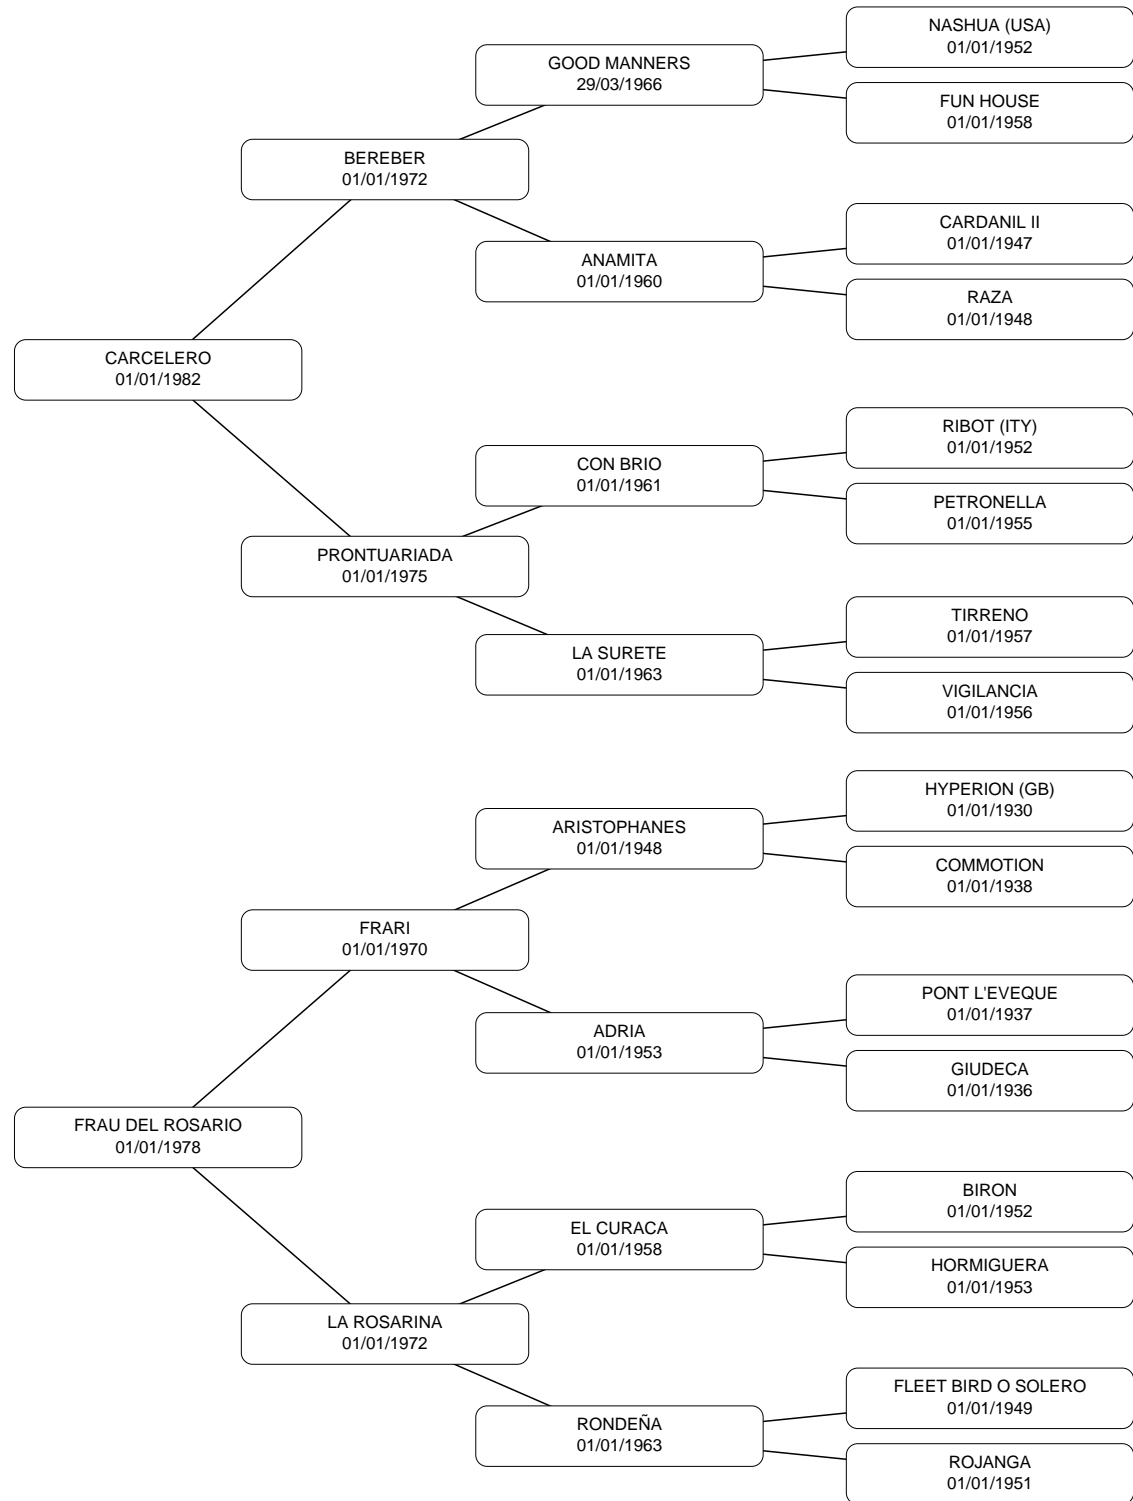 NASHUA (USA)
01/01/1952
GOOD MANNERS
29/03/1966
FUN HOUSE
01/01/1958
BEREBER
01/01/1972
CARDANIL II
01/01/1947
ANAMITA
01/01/1960
RAZA
01/01/1948
CARCELERO
01/01/1982
RIBOT (ITY)
01/01/1952
CON BRIO
01/01/1961
PETRONELLA
01/01/1955
PRONTUARIADA
01/01/1975
TIRRENO
01/01/1957
LA SURETE
01/01/1963
VIGILANCIA
01/01/1956
HYPERION (GB)
01/01/1930
ARISTOPHANES
01/01/1948
COMMOTION
01/01/1938
FRARI
01/01/1970
PONT L'EVEQUE
01/01/1937
ADRIA
01/01/1953
GIUDECA
01/01/1936
FRAU DEL ROSARIO
01/01/1978
BIRON
01/01/1952
EL CURACA
01/01/1958
HORMIGUERA
01/01/1953
LA ROSARINA
01/01/1972
FLEET BIRD O SOLERO
01/01/1949
RONDEÑA
01/01/1963
ROJANGA
01/01/1951